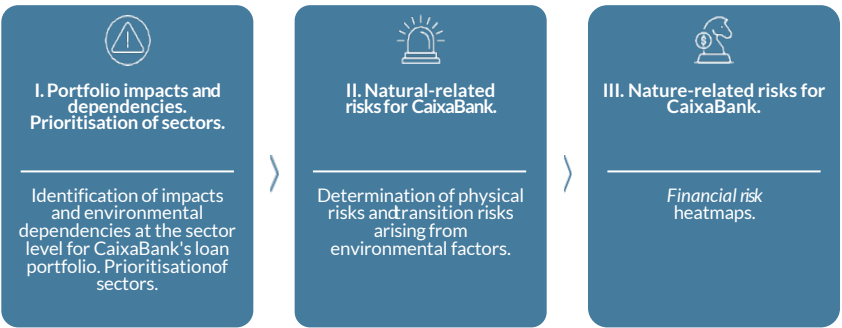 I. Portfolio impacts and
dependencies.
Prioritisation of sectors.
Identification of impacts
and environmental
dependencies at the sector
level for CaixaBank's loan
portfolio. Prioritisationof
sectors.
II. Natural-related
risks for CaixaBank.
Determination of physical
risks andtransition risks
arising from
environmental factors.
III. Nature-related risks for
CaixaBank.
Financial risk
heatmaps.